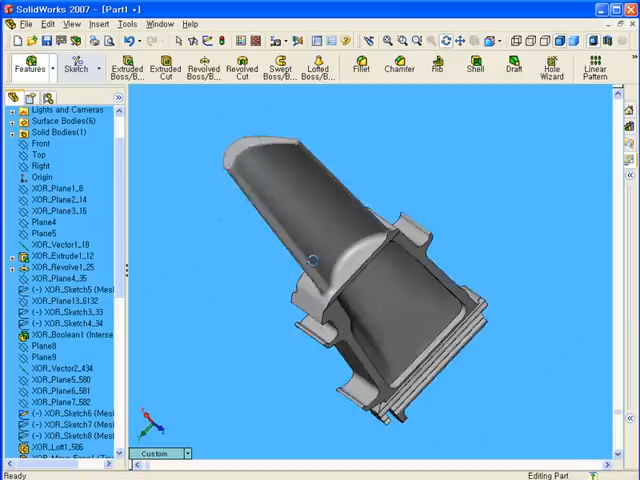 SolidWorks 2007 - [Part1 *]
File Edit View Insert Tools Window Help
Features Sketch Extruded Boss/B... Extruded Cut Revolved Boss/B... Revolved Cut Swept Boss/B... Lofted Boss/B... Fillet Chamfer Rib Shell Draft Hole Wizard Linear Pattern
Lights and Cameras
Surface Bodies(6)
Solid Bodies(1)
Front
Top
Right
Origin
XOR_Plane1_8
XOR_Plane2_14
XOR_Plane3_16
Plane4
Plane5
XOR_Vector1_18
XOR_Extrude1_12
XOR_Revolve1_25
XOR_Plane4_35
(-) XOR_Sketch5 (Mes
XOR_Plane13_6132
XOR_Sketch3_33
XOR_Sketch4_34
XOR_Boolean1 (Interse
Plane8
Plane9
XOR_Vector2_434
XOR_Plane5_580
XOR_Plane6_581
XOR_Plane7_582
(-) XOR_Sketch6 (Mesh
(-) XOR_Sketch7 (Mesh
(-) XOR_Sketch8 (Mesh
XOR_Loft1_586
Custom
Ready Editing Part